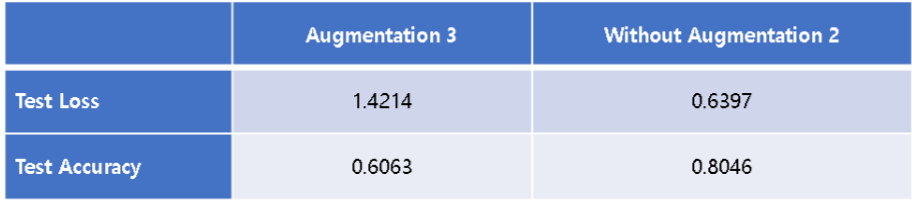 Augmentation 3 Without Augmentation 2
Test Loss 1.4214 0.6397
Test Accuracy 0.6063 0.8046